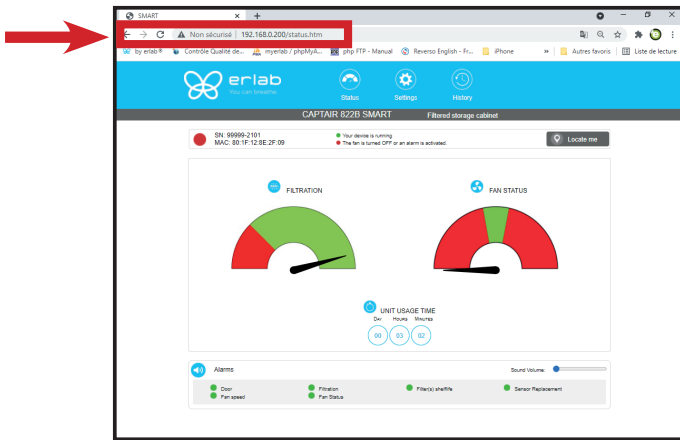 SMART
Non sécurisé | 192.168.0.200/status.htm
by erlab® Contrôle Qualité de... myerlab / phpMyA... php FTP - Manual Reverso English - Fr... iPhone » Autres favoris Liste de lecture
erlab
You can breathe.
Status Settings History
CAPTAIR 822B SMART Filtered storage cabinet
SN: 99999-2101
MAC: 80:1F:12:8E:2F:09
Your device is running
The fan is turned OFF or an alarm is activated.
Locate me
FILTRATION
FAN STATUS
UNIT USAGE TIME
DAY HOURS MINUTES
00 03 02
Alarms
Sound Volume:
Door Filtration Filter(s) shelflife Sensor Replacement
Fan speed Fan Status